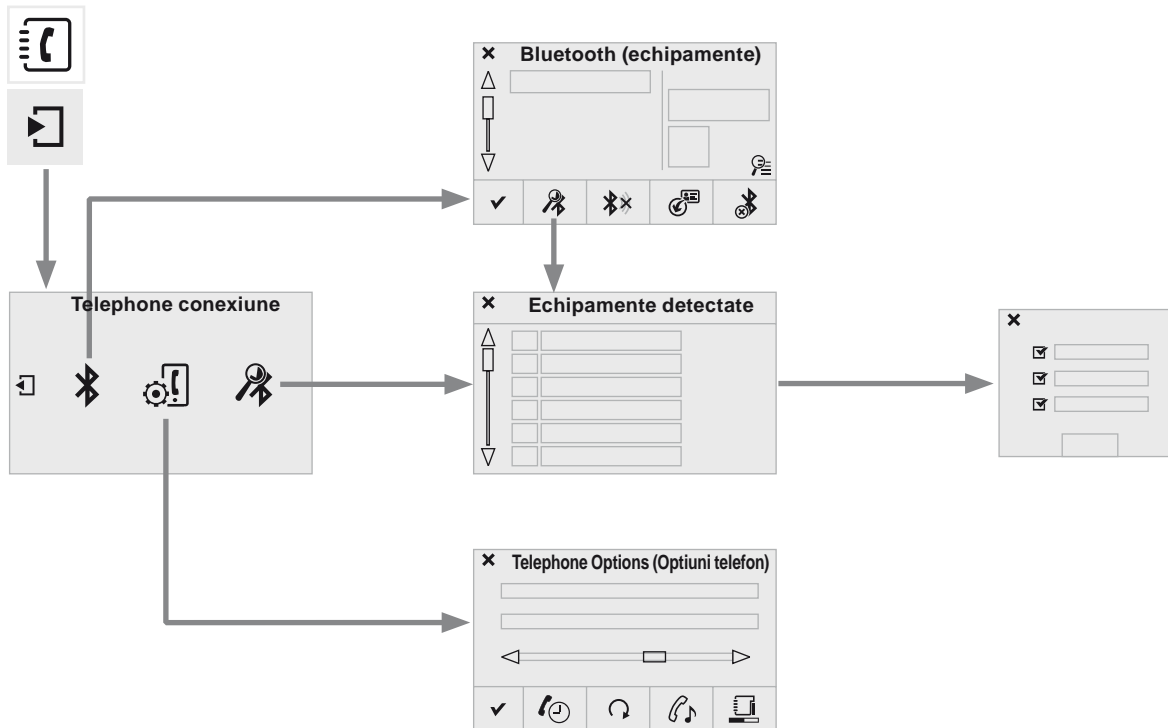 Bluetooth (echipamente)
Telephone conexiune
Echipamente detectate
Telephone Options (Optiuni telefon)